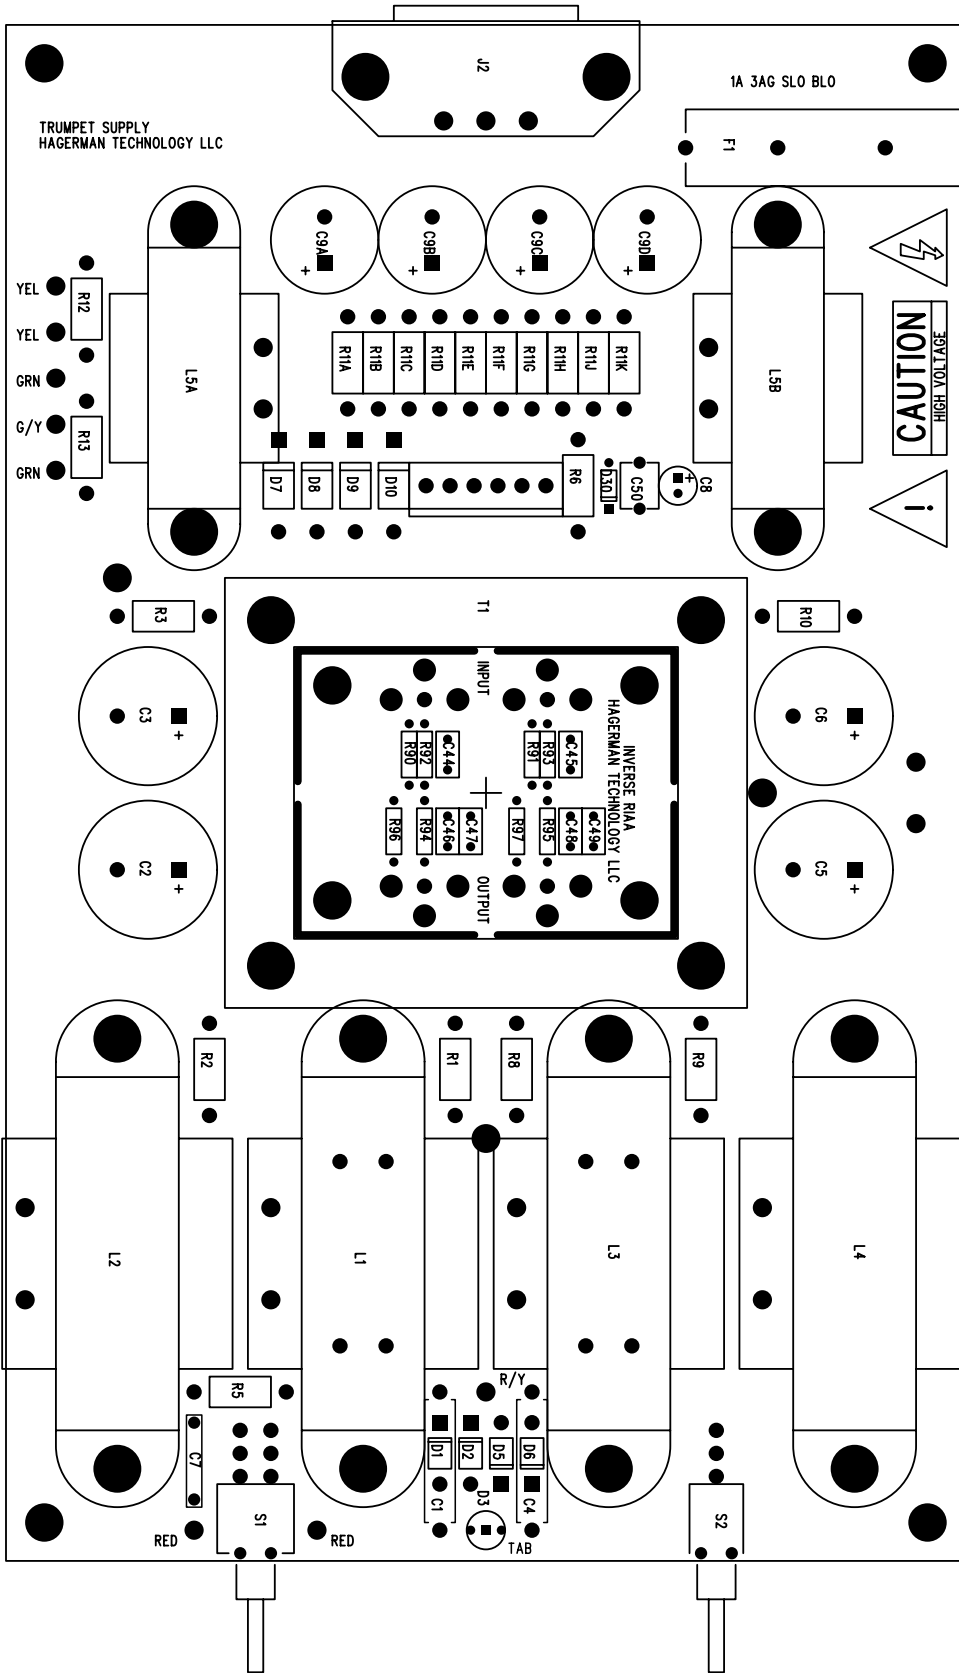 J2
1A 3AG SLO BLO
TRUMPET SUPPLY
HAGERMAN TECHNOLOGY LLC
F1
C9A
+
C9B
+
C9C
+
C9D
+
YEL
R12
YEL
GRN
G/Y
R13
GRN
L5A
R11A
R11B
R11C
R11D
R11E
R11F
R11G
R11H
R11J
R11K
L5B
CAUTION
HIGH VOLTAGE
!
D7
D8
D9
D10
R6
D30
C50
+
C8
T1
R3
R10
INPUT
C3
+
C6
+
R90
R92
C44
R91
R93
C45
INVERSE RIAA
HAGERMAN TECHNOLOGY LLC
R96
R94
C46
C47
R97
R95
C48
C49
OUTPUT
C2
+
C5
+
R2
R1
R8
R9
L2
L1
L3
L4
R5
R/Y
C7
D1
D2
D5
D6
C1
D3
C4
S1
S2
RED
RED
TAB